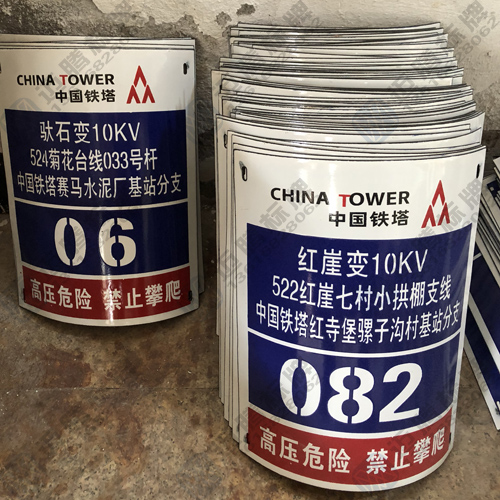 CHINA TOWER
中国铁塔
驮石变10KV
524菊花台线033号杆
中国铁塔赛马水泥厂基站分支
06
高压危险 禁止攀爬
CHINA TOWER
中国铁塔
红崖变10KV
522红崖七村小拱棚支线
中国铁塔红寺堡骡子沟村基站分支
082
高压危险 禁止攀爬